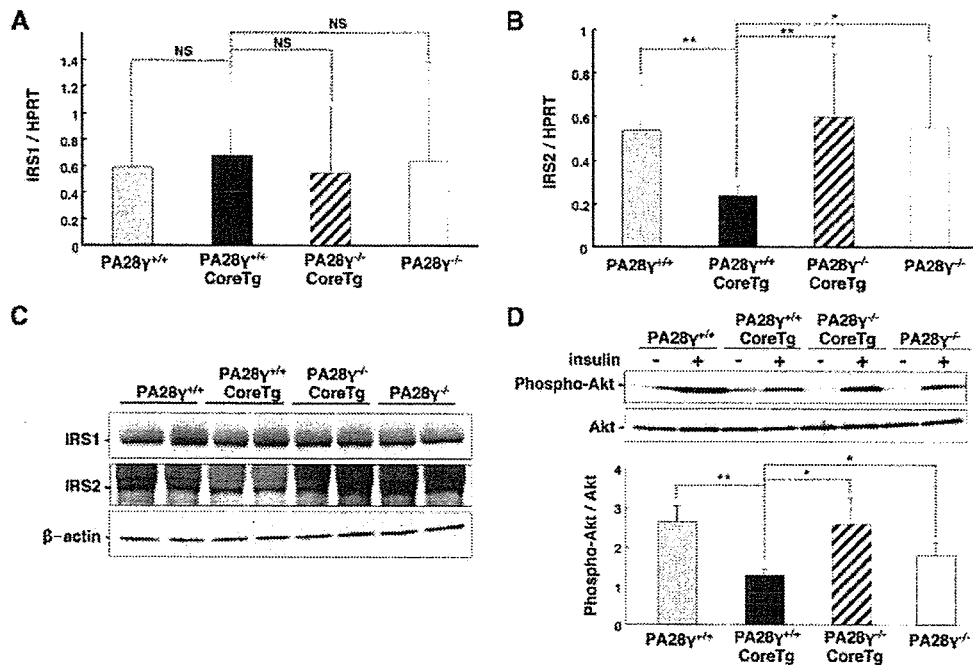 A
IRS1 / HPRT
1.4
1
0.8
0.6
0.4
0.2
0
NS
NS
NS
PA28γ+/+
PA28γ+/+
CoreTg
PA28γ-/-
CoreTg
PA28γ-/-
B
IRS2 / HPRT
1
0.8
0.6
0.4
0.2
0
**
**
*
PA28γ+/+
PA28γ+/+
CoreTg
PA28γ-/-
CoreTg
PA28γ-/-
C
PA28γ+/+
PA28γ+/+
CoreTg
PA28γ-/-
CoreTg
PA28γ-/-
IRS1
IRS2
β-actin
D
PA28γ+/+
PA28γ+/+
CoreTg
PA28γ-/-
CoreTg
PA28γ-/-
insulin - + - + - + - +
Phospho-Akt
Akt
Phospho-Akt / Akt
4
3
2
1
0
**
*
*
PA28γ+/+
PA28γ+/+
CoreTg
PA28γ-/-
CoreTg
PA28γ-/-